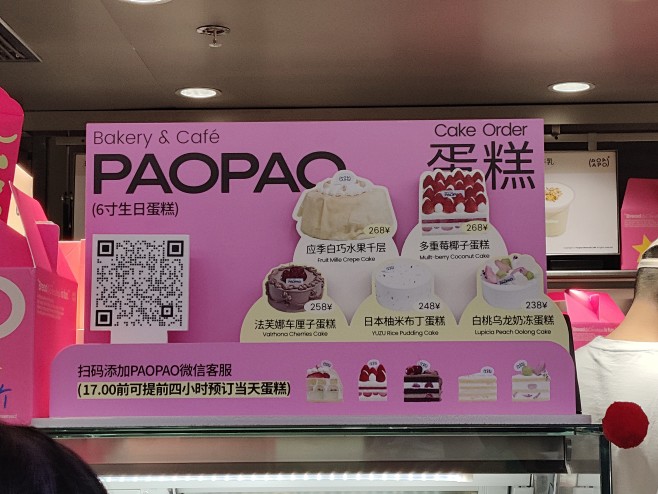 Bakery & Café
PAOPAO
(6寸生日蛋糕)
Cake Order
蛋糕
268¥
应季白巧水果千层
Fruit Mille Crepe Cake
268¥
多重莓椰子蛋糕
Multi-berry Coconut Cake
258¥
法芙娜车厘子蛋糕
Valrhona Cherries Cake
248¥
日本柚米布丁蛋糕
YUZU Rice Pudding Cake
238¥
白桃乌龙奶冻蛋糕
Lupicia Peach Oolong Cake
扫码添加PAOPAO微信客服
(17.00前可提前四小时预订当天蛋糕)